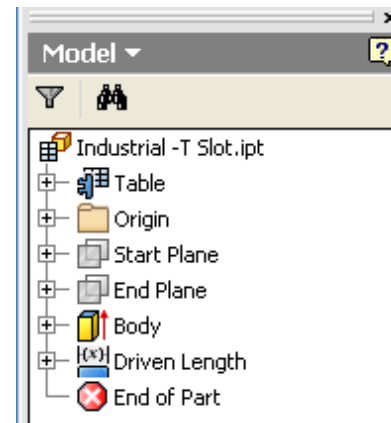 Model
?
Industrial -T Slot.ipt
Table
Origin
Start Plane
End Plane
Body
(x) Driven Length
End of Part